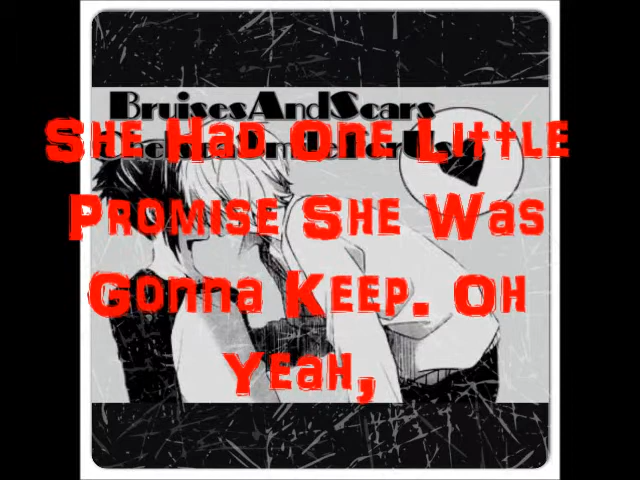 BruisesAndScars
She Had One Little
Promise She Was
Gonna Keep. Oh
Yeah,